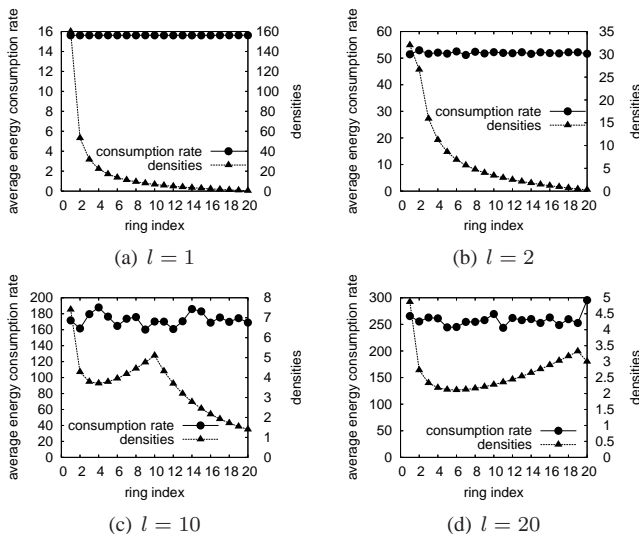 average energy consumption rate
16
14
12
10
8
6
4
2
0
consumption rate
densities
160
140
120
100
80
60
40
20
0
densities
0 2 4 6 8 10 12 14 16 18 20
ring index
(a) l = 1
average energy consumption rate
60
50
40
30
20
10
0
consumption rate
densities
35
30
25
20
15
10
5
0
densities
0 2 4 6 8 10 12 14 16 18 20
ring index
(b) l = 2
average energy consumption rate
200
180
160
140
120
100
80
60
40
20
0
consumption rate
densities
8
7
6
5
4
3
2
1
0
densities
0 2 4 6 8 10 12 14 16 18 20
ring index
(c) l = 10
average energy consumption rate
300
250
200
150
100
50
0
consumption rate
densities
5
4.5
4
3.5
3
2.5
2
1.5
1
0.5
0
densities
0 2 4 6 8 10 12 14 16 18 20
ring index
(d) l = 20